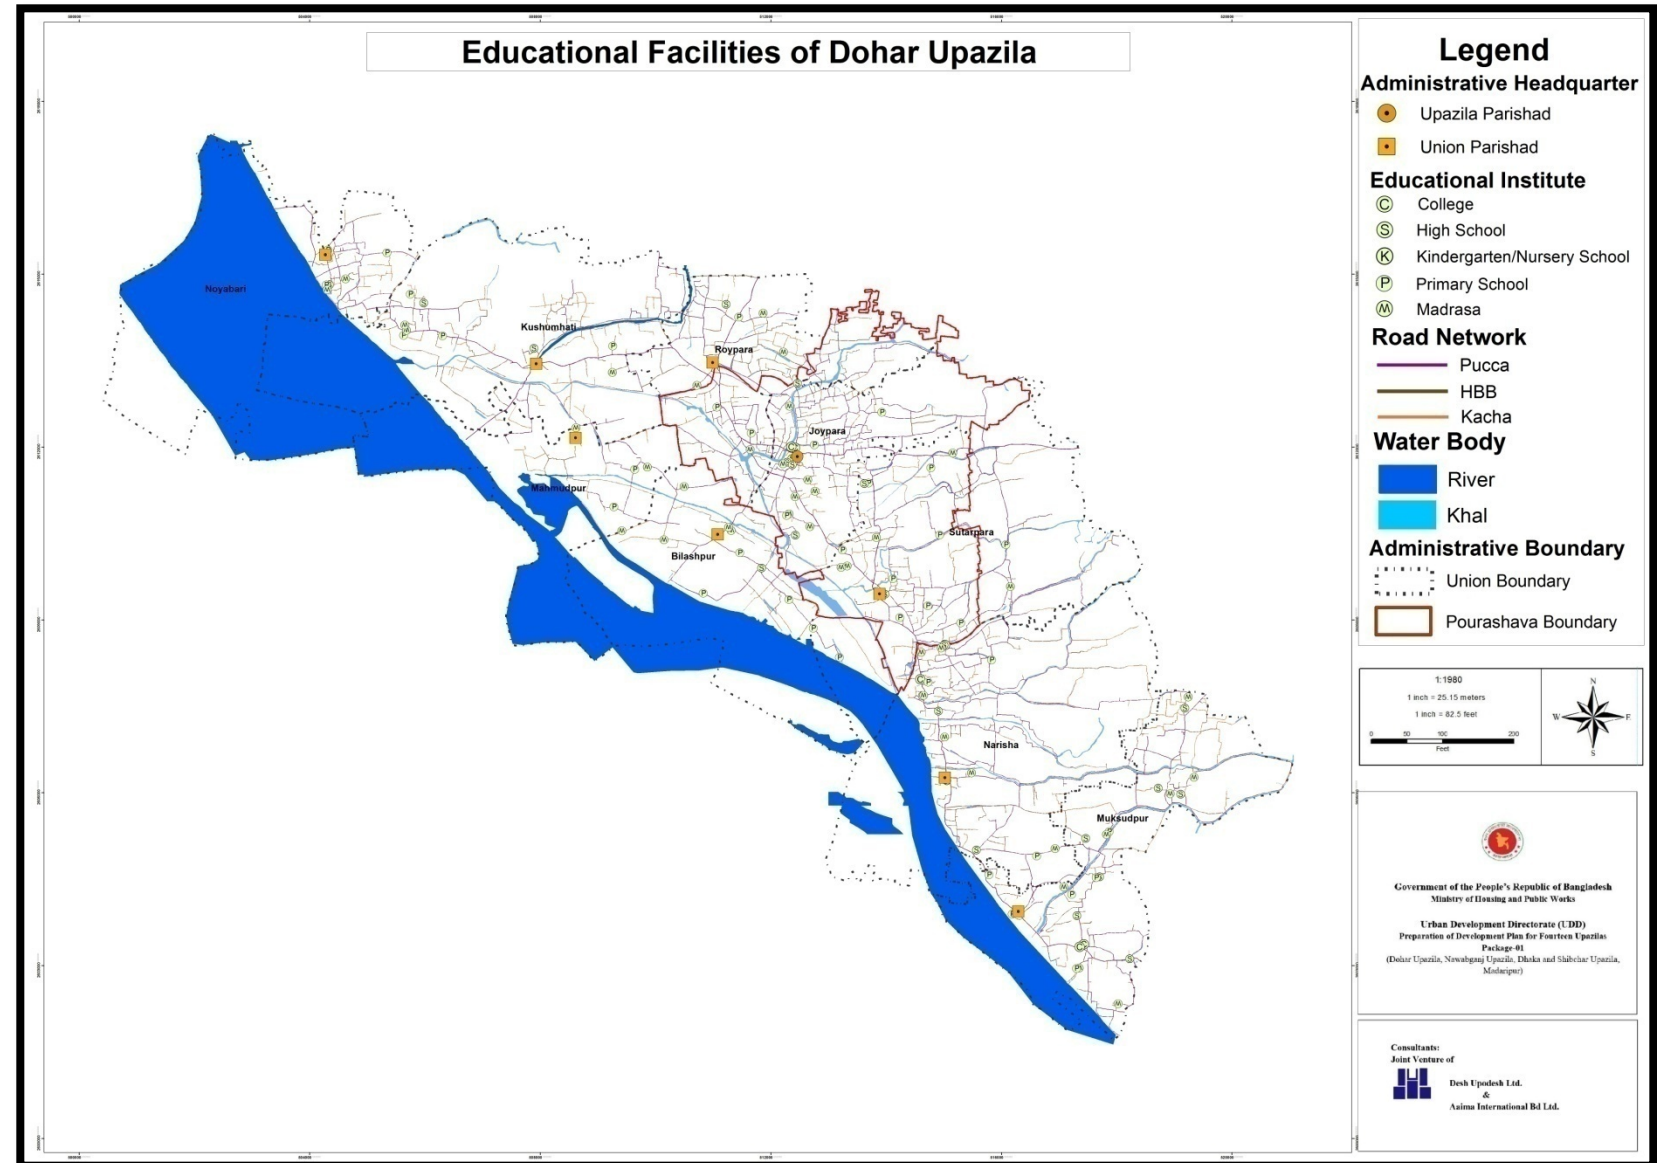 Educational Facilities of Dohar Upazila
Noyabari
Kushumhati
Roypara
Joypara
Mahmudpur
Sutarpara
Bilashpur
Narisha
Muksudpur
Legend
Administrative Headquarter
Upazila Parishad
Union Parishad
Educational Institute
C College
S High School
K Kindergarten/Nursery School
P Primary School
M Madrasa
Road Network
Pucca
HBB
Kacha
Water Body
River
Khal
Administrative Boundary
Union Boundary
Pourashava Boundary
1:1980
1 inch = 25.15 meters
1 inch = 82.5 feet
0 50 100 200
Feet
N
W E
S
Government of the People's Republic of Bangladesh
Ministry of Housing and Public Works
Urban Development Directorate (UDD)
Preparation of Development Plan for Fourteen Upazilas
Package-01
(Dohar Upazila, Nawabganj Upazila, Dhaka and Shibchar Upazila,
Madaripur)
Consultants:
Joint Venture of
Desh Upodesh Ltd.
&
Aaima International Bd Ltd.